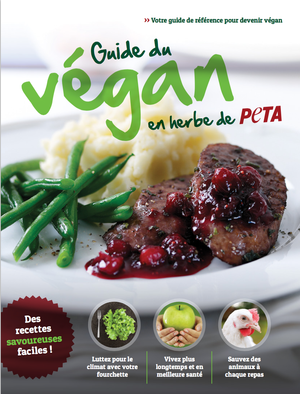 ›› Votre guide de référence pour devenir végan
Guide du
végan
en herbe de PeTA
Des
recettes
savoureuses
faciles !
Luttez pour le
climat avec votre
fourchette
Vivez plus
longtemps et en
meilleure santé
Sauvez des
animaux à
chaque repas